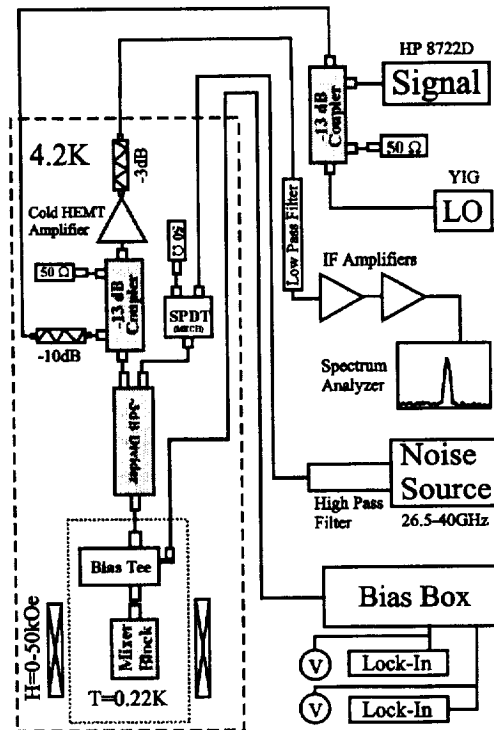 HP 8722D
Signal
-13 dB
Coupler
50 Ω
YIG
LO
4.2K
-3dB
Cold HEMT
Amplifier
50 Ω
-13 dB
Coupler
-10dB
50 Ω
SPDT
-3dB Divider
Low Pass Filter
IF Amplifiers
Spectrum
Analyzer
Noise
Source
High Pass
Filter
26.5-40GHz
Bias Tee
Mixer
Block
H=0-50kOe
T=0.22K
Bias Box
V
Lock-In
V
Lock-In